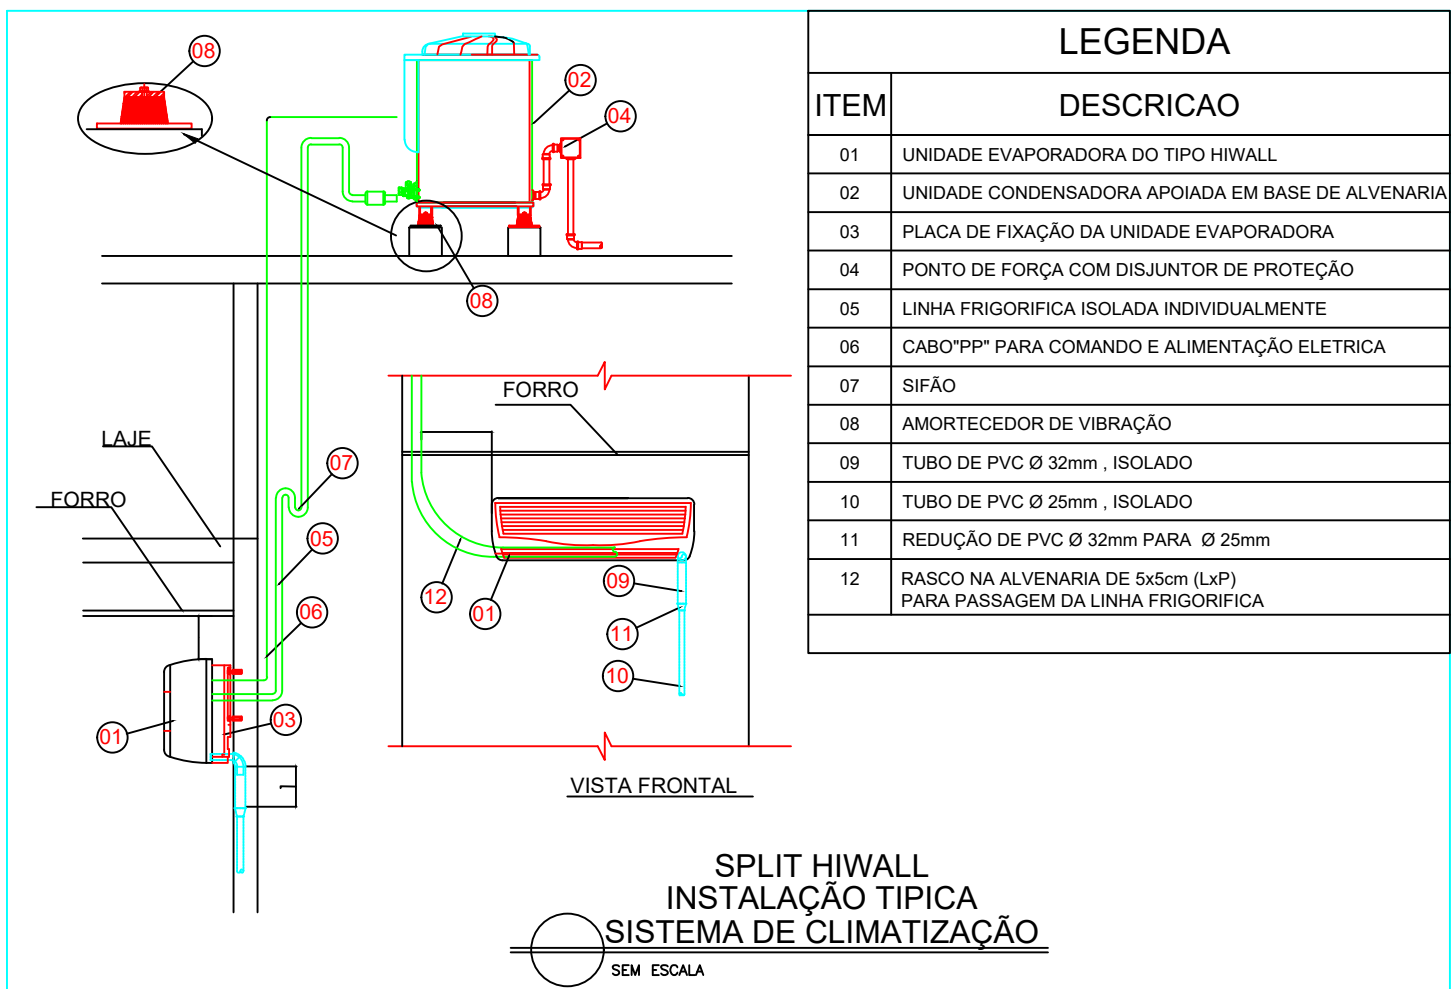 LEGENDA
ITEM DESCRICAO
01 UNIDADE EVAPORADORA DO TIPO HIWALL
02 UNIDADE CONDENSADORA APOIADA EM BASE DE ALVENARIA
03 PLACA DE FIXAÇÃO DA UNIDADE EVAPORADORA
04 PONTO DE FORÇA COM DISJUNTOR DE PROTEÇÃO
05 LINHA FRIGORIFICA ISOLADA INDIVIDUALMENTE
06 CABO"PP" PARA COMANDO E ALIMENTAÇÃO ELETRICA
07 SIFÃO
08 AMORTECEDOR DE VIBRAÇÃO
09 TUBO DE PVC Ø 32mm , ISOLADO
10 TUBO DE PVC Ø 25mm , ISOLADO
11 REDUÇÃO DE PVC Ø 32mm PARA Ø 25mm
12 RASCO NA ALVENARIA DE 5x5cm (LxP)
PARA PASSAGEM DA LINHA FRIGORIFICA
08
02
04
08
LAJE
FORRO
07
05
06
03
01
FORRO
12
01
09
11
10
VISTA FRONTAL
SPLIT HIWALL
INSTALAÇÃO TIPICA
SISTEMA DE CLIMATIZAÇÃO
SEM ESCALA